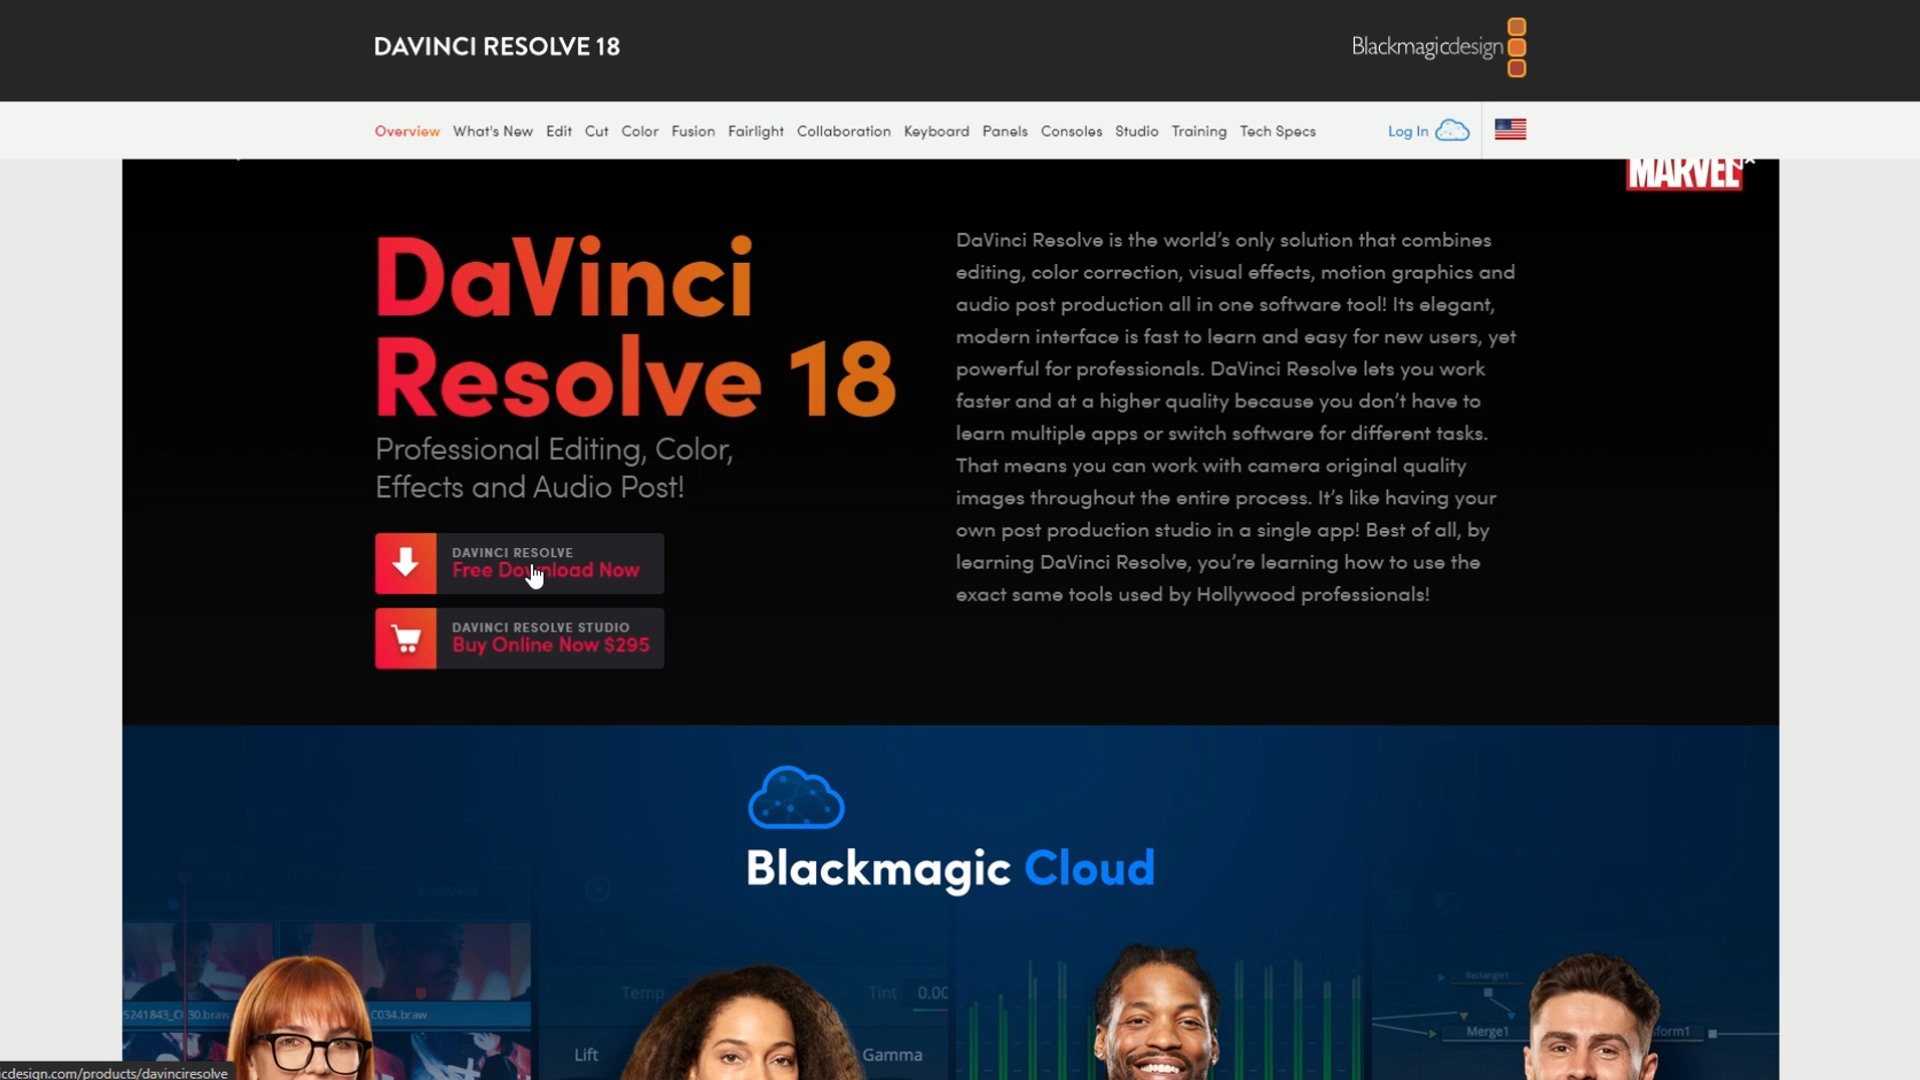 DAVINCI RESOLVE 18
Blackmagicdesign
Overview What's New Edit Cut Color Fusion Fairlight Collaboration Keyboard Panels Consoles Studio Training Tech Specs
Log In
MARVEL
DaVinci
Resolve 18
Professional Editing, Color,
Effects and Audio Post!
DAVINCI RESOLVE
Free Download Now
DAVINCI RESOLVE STUDIO
Buy Online Now $295
DaVinci Resolve is the world's only solution that combines
editing, color correction, visual effects, motion graphics and
audio post production all in one software tool! Its elegant,
modern interface is fast to learn and easy for new users, yet
powerful for professionals. DaVinci Resolve lets you work
faster and at a higher quality because you don't have to
learn multiple apps or switch software for different tasks.
That means you can work with camera original quality
images throughout the entire process. It's like having your
own post production studio in a single app! Best of all, by
learning DaVinci Resolve, you're learning how to use the
exact same tools used by Hollywood professionals!
Blackmagic Cloud
Temp
Tint 0.00
Rectangle1
5241843_C030.braw
C034.braw
Merge1
sform1
Lift
Gamma
icdesign.com/products/davinciresolve